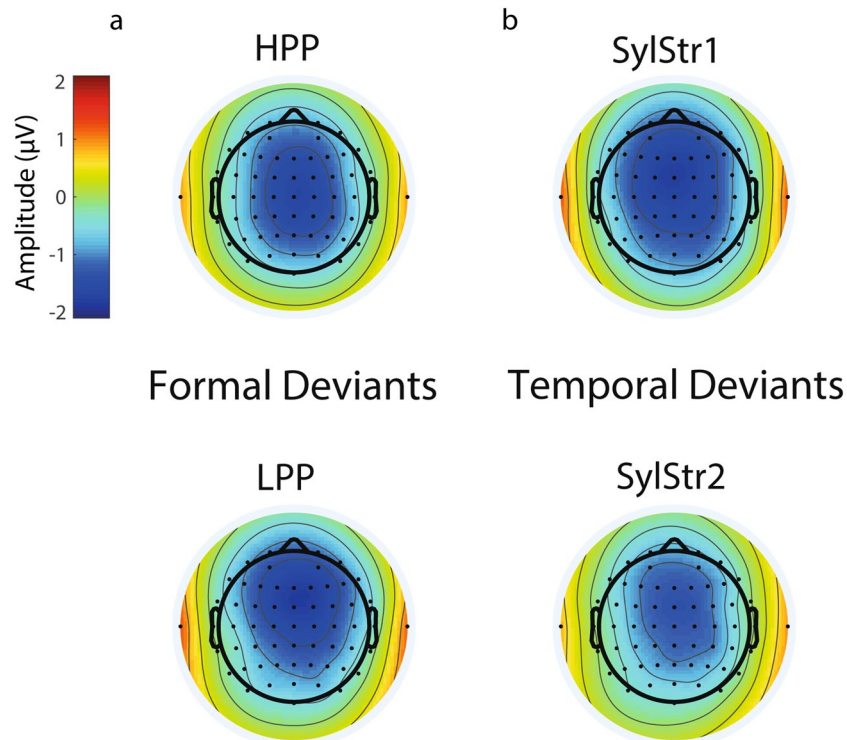 a
b
HPP
SylStr1
2
1
0
-1
-2
Amplitude (μV)
Formal Deviants
Temporal Deviants
LPP
SylStr2